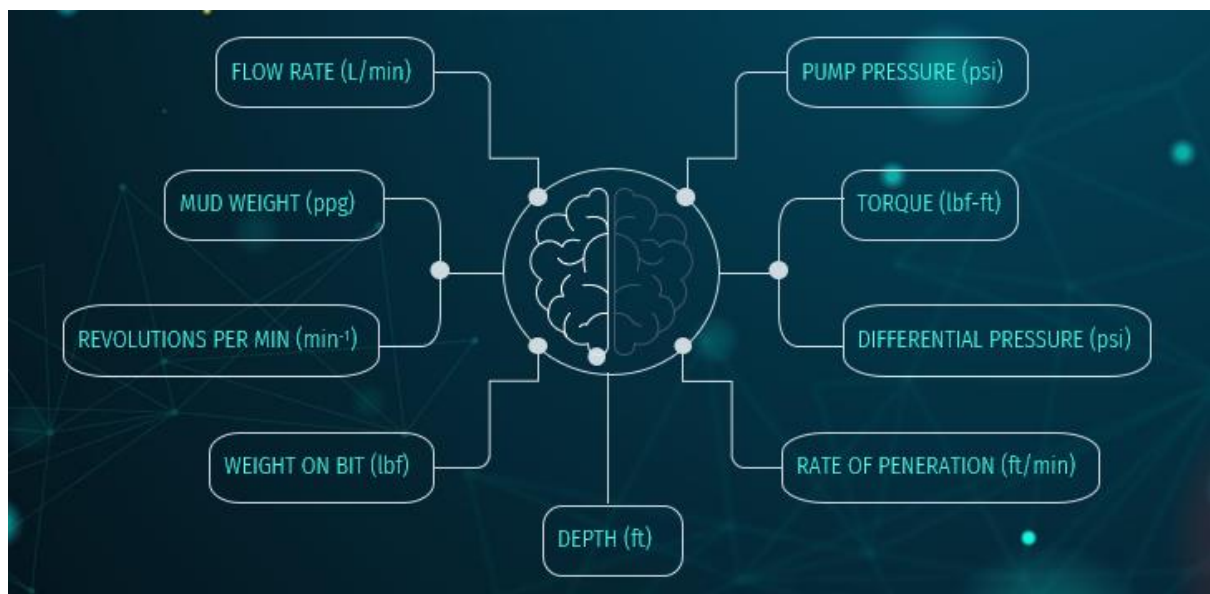 FLOW RATE (L/min)
PUMP PRESSURE (psi)
MUD WEIGHT (ppg)
TORQUE (lbf-ft)
REVOLUTIONS PER MIN (min⁻¹)
DIFFERENTIAL PRESSURE (psi)
WEIGHT ON BIT (lbf)
RATE OF PENERATION (ft/min)
DEPTH (ft)